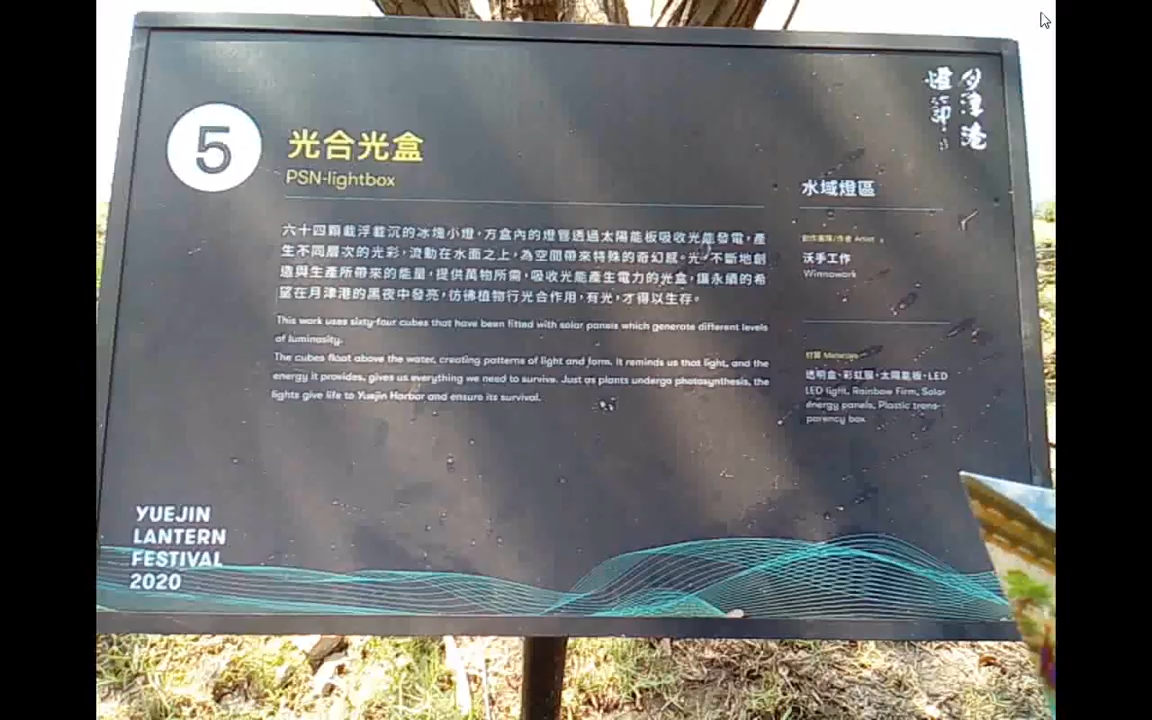 5
光合光盒
PSN-lightbox
六十四顆載浮載沉的冰塊小燈，方盒內的燈管透過太陽能板吸收光能發電，產
生不同層次的光彩，流動在水面之上，為空間帶來特殊的奇幻感。光，不斷地創
造與生產所帶來的能量，提供萬物所需，吸收光能產生電力的光盒，讓永續的希
望在月津港的黑夜中發亮，彷彿植物行光合作用，有光，才得以生存。
This work uses sixty-four cubes that have been fitted with solar panels which generate different levels
of luminosity.
The cubes float above the water, creating patterns of light and form. It reminds us that light, and the
energy it provides, gives us everything we need to survive. Just as plants undergo photosynthesis, the
lights give life to Yuejin Harbor and ensure its survival.
月津港
燈節
水域燈區
創作團隊/作者 Artist
沃手工作
Winnowork
材質 Materials
透明盒、彩虹膜、太陽能板、LED
LED light, Rainbow Firm, Solar
energy panels, Plastic trans-
parency box
YUEJIN
LANTERN
FESTIVAL
2020